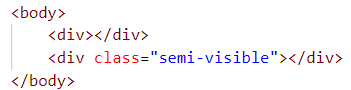 <body>
    <div></div>
    <div class="semi-visible"></div>
</body>